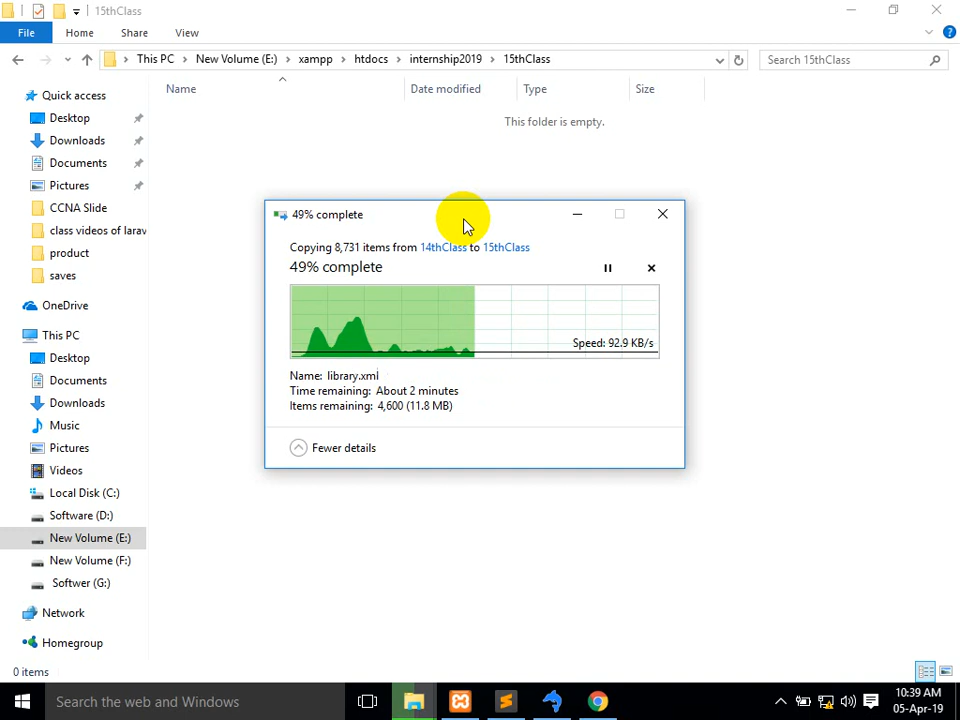 15thClass
File Home Share View
This PC New Volume (E:) xampp htdocs internship2019 15thClass
Search 15thClass
Name Date modified Type Size
This folder is empty.
Quick access
Desktop
Downloads
Documents
Pictures
CCNA Slide
class videos of larav
product
saves
OneDrive
This PC
Desktop
Documents
Downloads
Music
Pictures
Videos
Local Disk (C:)
Software (D:)
New Volume (E:)
New Volume (F:)
Softwer (G:)
Network
Homegroup
0 items
49% complete
Copying 8,731 items from 14thClass to 15thClass
49% complete
Speed: 92.9 KB/s
Name: library.xml
Time remaining: About 2 minutes
Items remaining: 4,600 (11.8 MB)
Fewer details
Search the web and Windows
10:39 AM
05-Apr-19